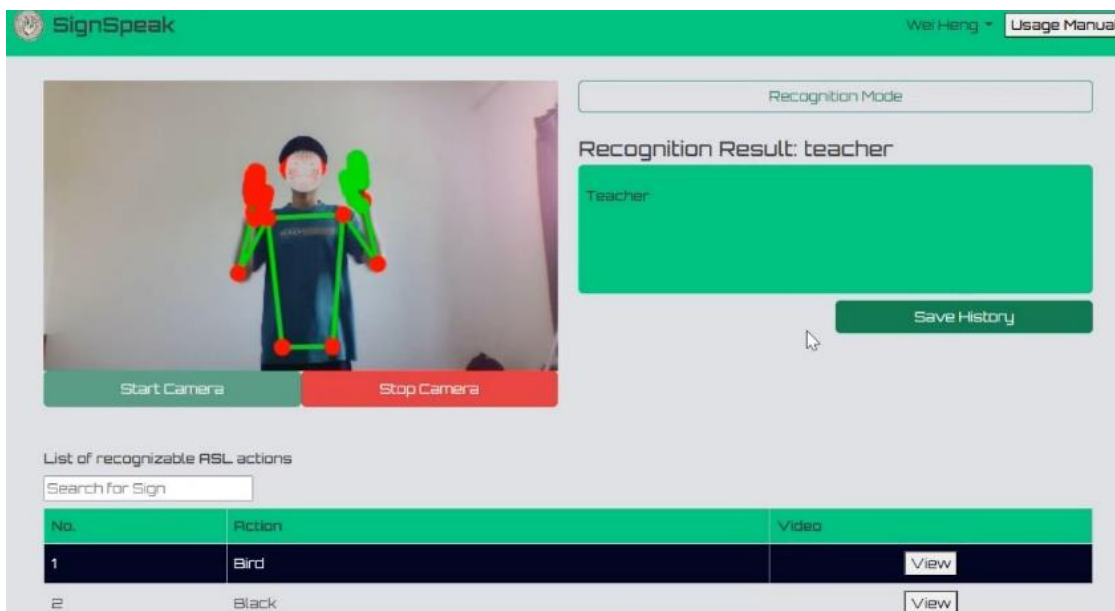 SignSpeak
Wei Heng
Usage Manual
Recognition Mode
Recognition Result: teacher
Teacher
Save History
Start Camera
Stop Camera
List of recognizable ASL actions
Search for Sign
No. Action Video
1 Bird View
2 Black View